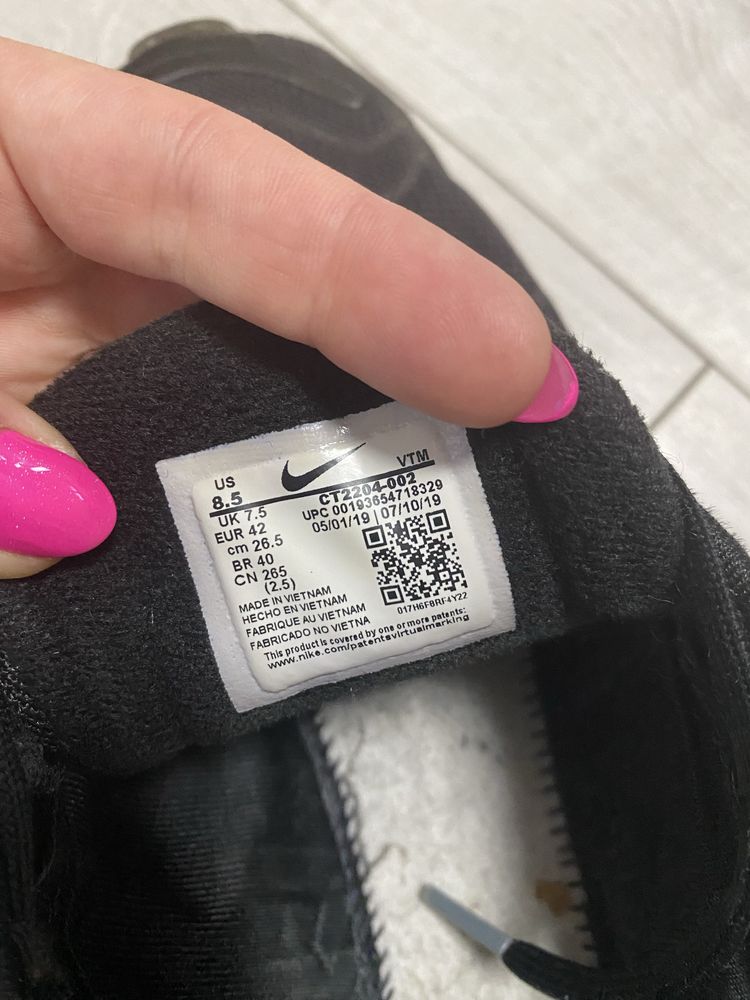 US
8.5
UK 7.5
EUR 42
cm 26.5
BR 40
CN 265
(2.5)
VTM
CT2204-002
UPC 00193654718329
05/01/19 | 07/10/19
017H6FBRF4Y22
MADE IN VIETNAM
HECHO EN VIETNAM
FABRIQUE AU VIETNAM
FABRICADO NO VIETNA
This product is covered by one or more patents:
www.nike.com/patentsvirtualmarking